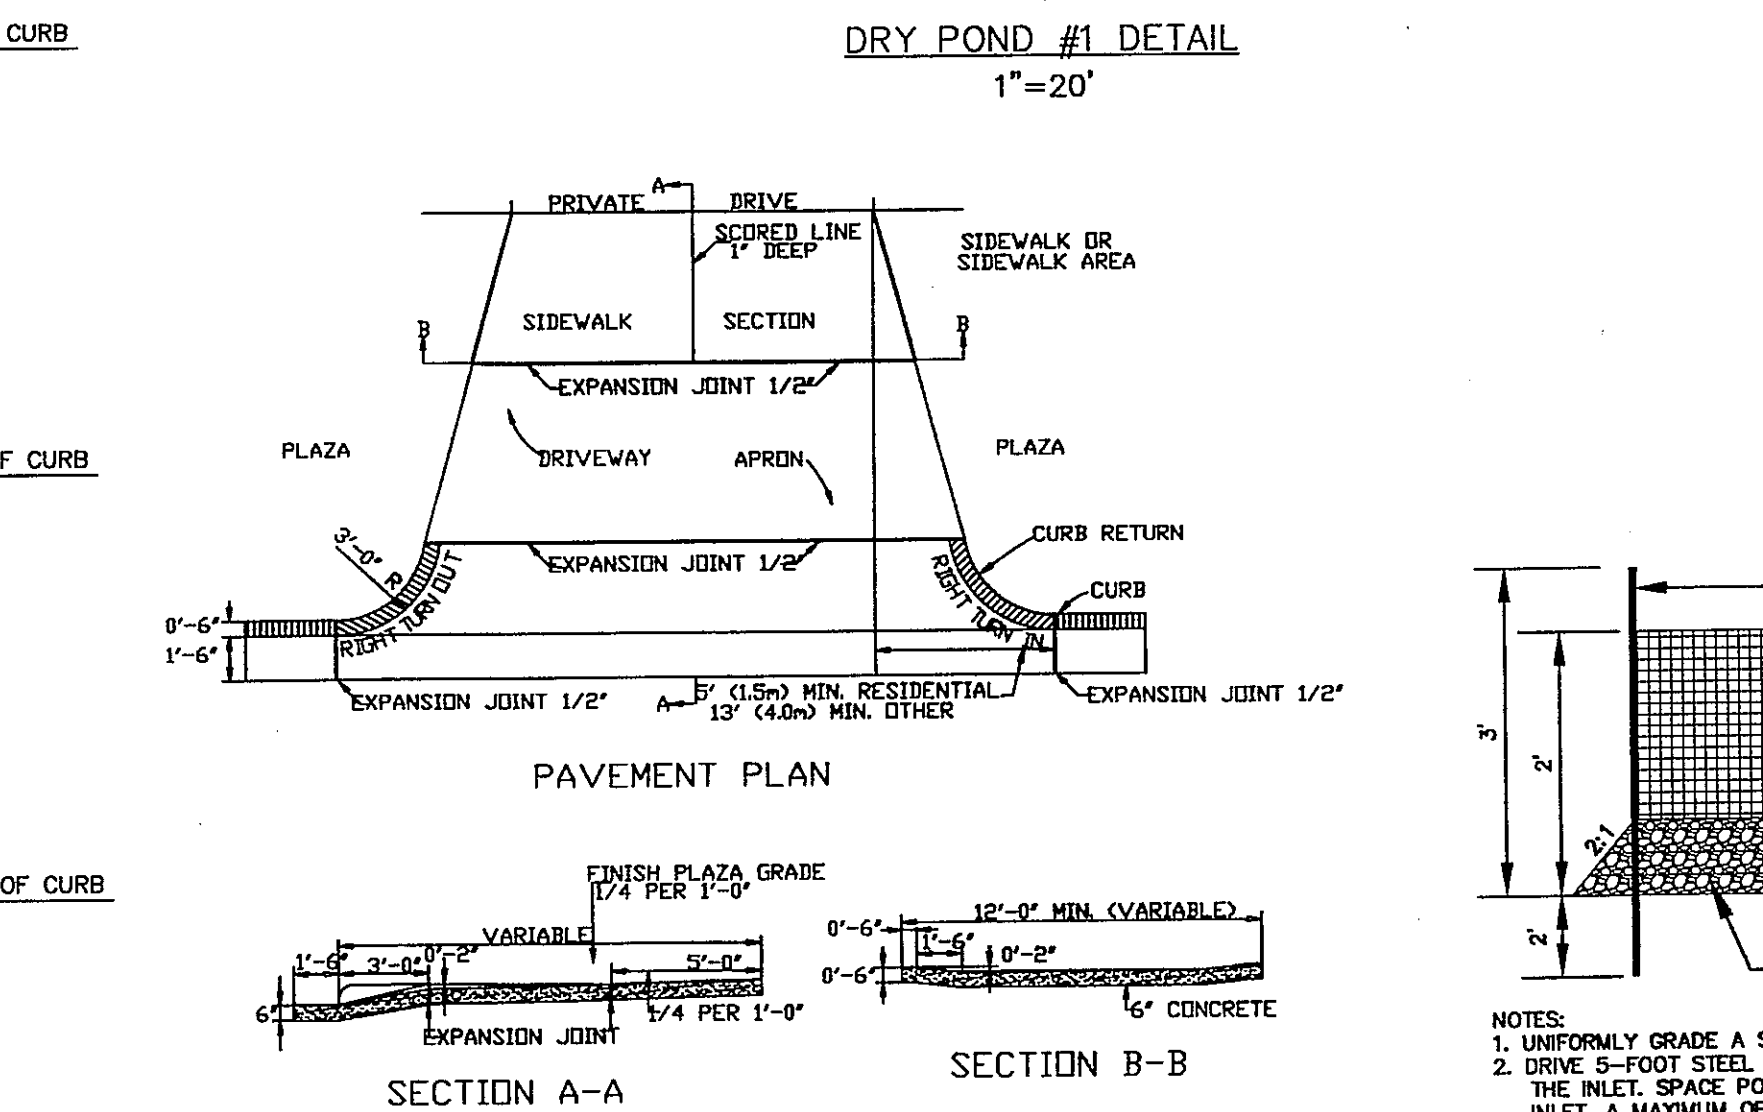 CURB
DRY POND #1 DETAIL
1"=20'
A
PRIVATE DRIVE
SCORED LINE
1" DEEP
SIDEWALK OR
SIDEWALK AREA
B
SIDEWALK SECTION
B
EXPANSION JOINT 1/2"
PLAZA
DRIVEWAY APRON
PLAZA
F CURB
3'-0" R
RIGHT TURN OUT
EXPANSION JOINT 1/2"
RIGHT TURN IN
CURB RETURN
CURB
0'-6"
1'-6"
EXPANSION JOINT 1/2"
A
5' (1.5m) MIN. RESIDENTIAL
13' (4.0m) MIN. OTHER
EXPANSION JOINT 1/2"
PAVEMENT PLAN
OF CURB
FINISH PLAZA GRADE
1/4 PER 1'-0"
VARIABLE
1'-6"
3'-0"
0'-2"
5'-0"
6"
1/4 PER 1'-0"
EXPANSION JOINT
SECTION A-A
12'-0" MIN. (VARIABLE)
0'-6"
1'-6"
0'-2"
0'-6"
6" CONCRETE
SECTION B-B
3'
2'
2:1
2'
NOTES:
1. UNIFORMLY GRADE A
2. DRIVE 5-FOOT STEEL
THE INLET. SPACE
INLET. A MAXIMUM